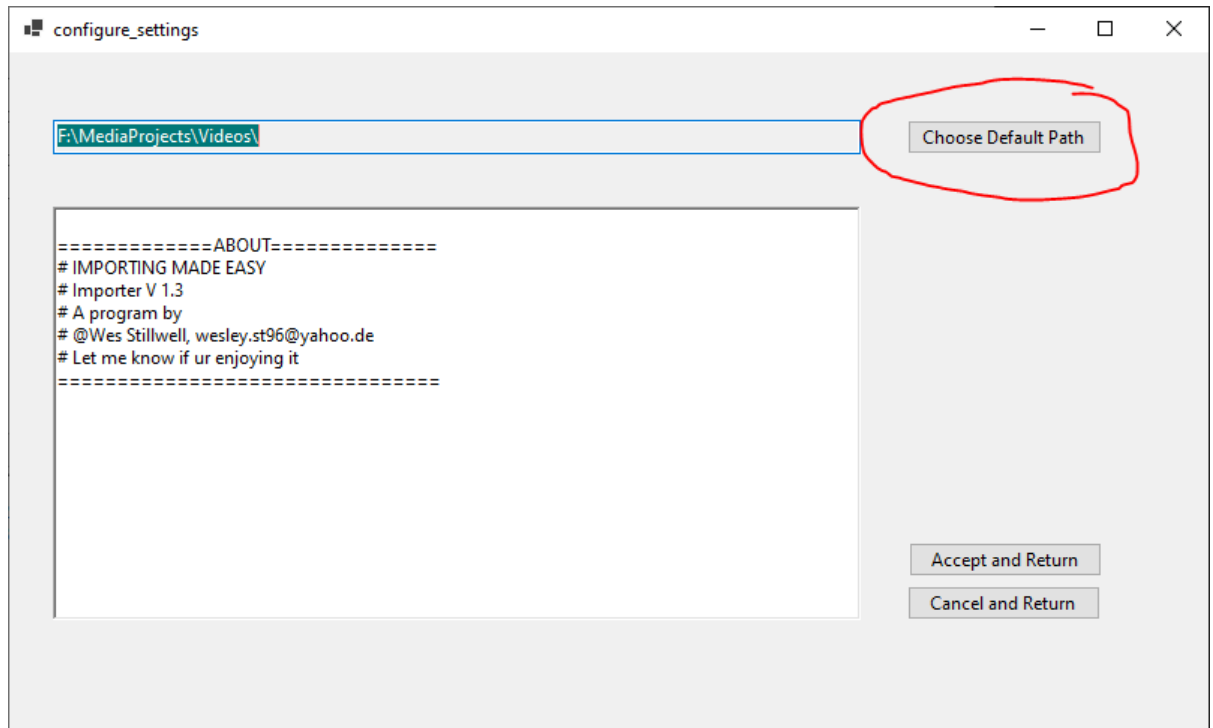 configure_settings
F:\MediaProjects\Videos\
Choose Default Path
=============ABOUT==============
# IMPORTING MADE EASY
# Importer V 1.3
# A program by
# @Wes Stillwell, wesley.st96@yahoo.de
# Let me know if ur enjoying it
================================
Accept and Return
Cancel and Return